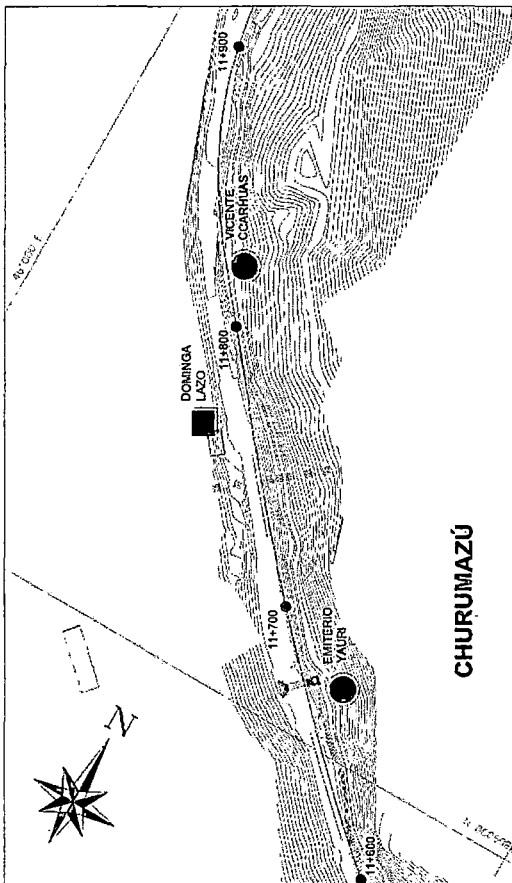 11+900
VICENTE
CCARHUAS
11+800
DOMINGA
LAZO
11+700
EMITERIO
YAURI
CHURUMAZÚ
N
11+600